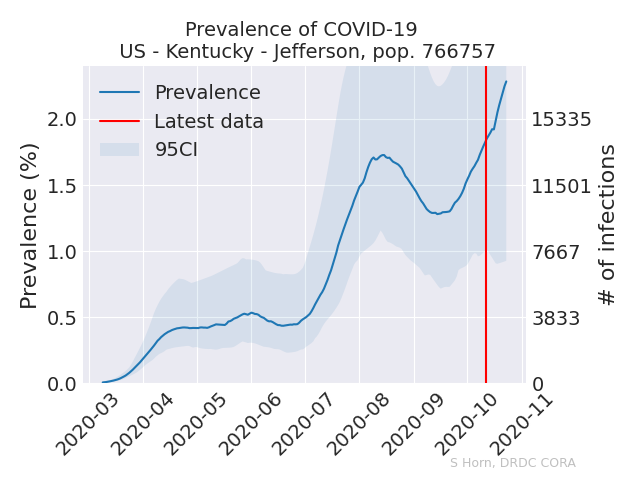 Prevalence of COVID-19
US - Kentucky - Jefferson, pop. 766757
Prevalence
Latest data
95CI
Prevalence (%)
2.0
1.5
1.0
0.5
0.0
15335
11501
7667
3833
0
# of infections
2020-03
2020-04
2020-05
2020-06
2020-07
2020-08
2020-09
2020-10
2020-11
S Horn, DRDC CORA